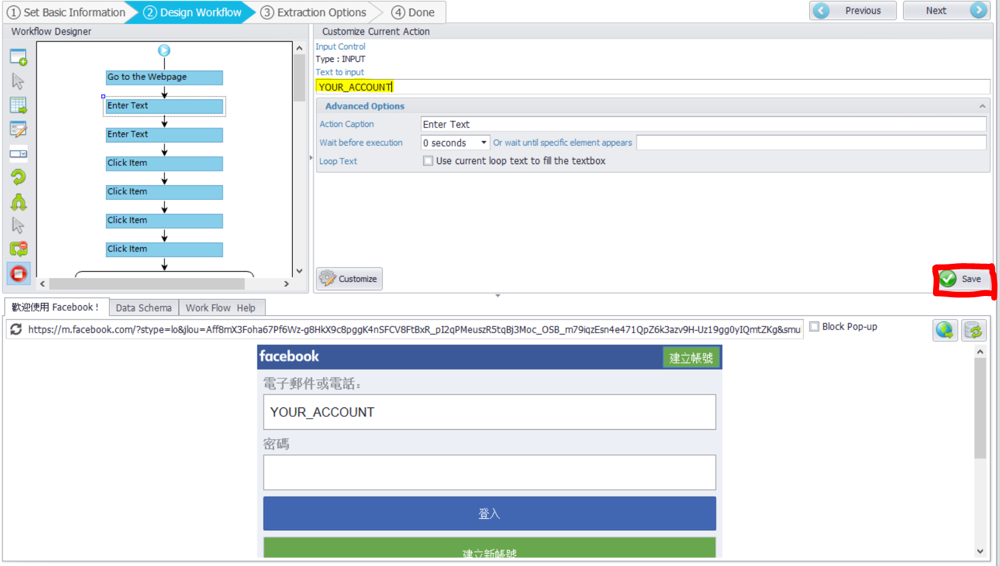 1 Set Basic Information 2 Design Workflow 3 Extraction Options 4 Done Previous Next
Workflow Designer
Go to the Webpage
Enter Text
Enter Text
Click Item
Click Item
Click Item
Click Item
Customize Current Action
Input Control
Type : INPUT
Text to input
YOUR_ACCOUNT
Advanced Options
Action Caption Enter Text
Wait before execution 0 seconds Or wait until specific element appears
Loop Text Use current loop text to fill the textbox
Customize Save
歡迎使用 Facebook ! Data Schema Work Flow Help
https://m.facebook.com/?stype=lo&jlou=Aff8mX3Foha67Pf6Wz-g8HkX9c8pggK4nSFCV8FtBxR_pI2qPMeuszR5tqBj3Moc_OSB_m79iqzEsn4e471QpZ6k3azv9H-Uz19gg0yIQmtZKg&smu Block Pop-up
facebook 建立帳號
電子郵件或電話：
YOUR_ACCOUNT
密碼
登入
建立新帳號